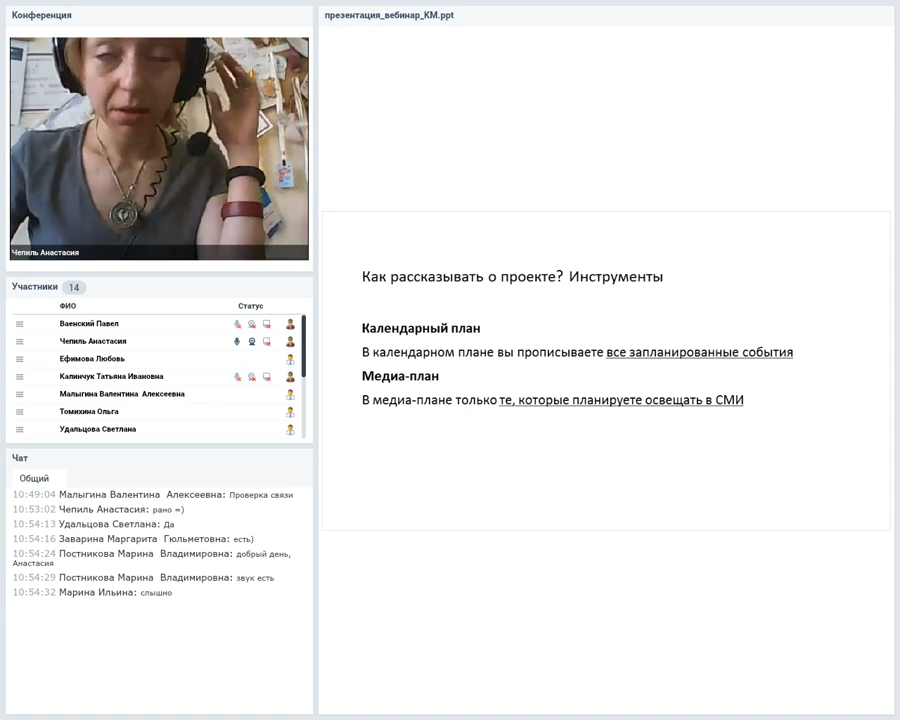 Конференция
Чепиль Анастасия
Участники 14
ФИО Статус
Ваенский Павел
Чепиль Анастасия
Ефимова Любовь
Калинчук Татьяна Ивановна
Малыгина Валентина Алексеевна
Томихина Ольга
Удальцова Светлана
Чат
Общий
10:49:04 Малыгина Валентина Алексеевна: Проверка связи
10:53:02 Чепиль Анастасия: рано =)
10:54:13 Удальцова Светлана: Да
10:54:16 Заварина Маргарита Гюльметовна: есть)
10:54:24 Постникова Марина Владимировна: добрый день,
Анастасия
10:54:29 Постникова Марина Владимировна: звук есть
10:54:32 Марина Ильина: слышно
презентация_вебинар_КМ.ppt
Как рассказывать о проекте? Инструменты
Календарный план
В календарном плане вы прописываете все запланированные события
Медиа-план
В медиа-плане только те, которые планируете освещать в СМИ